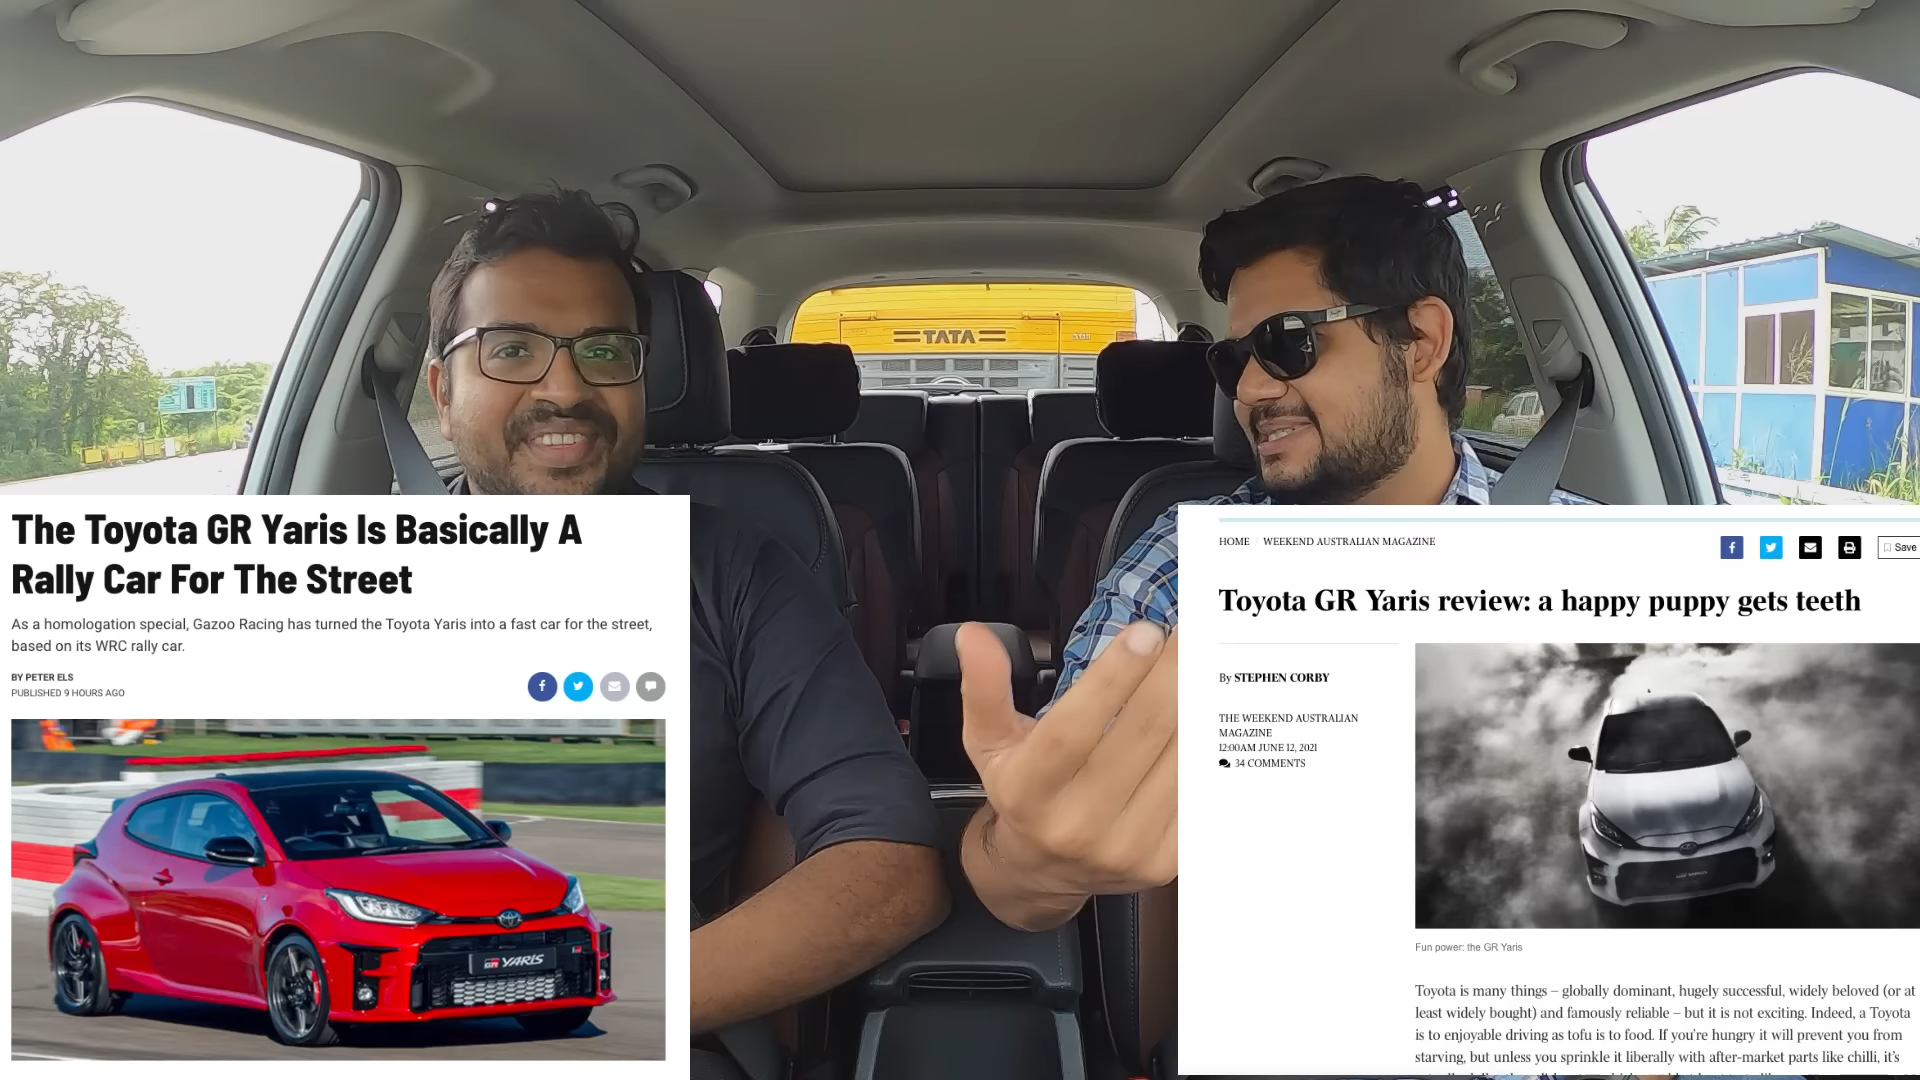 TATA
The Toyota GR Yaris Is Basically A
Rally Car For The Street
As a homologation special, Gazoo Racing has turned the Toyota Yaris into a fast car for the street,
based on its WRC rally car.
BY PETER ELS
PUBLISHED 9 HOURS AGO
GR YARIS
HOME / WEEKEND AUSTRALIAN MAGAZINE
Save
Toyota GR Yaris review: a happy puppy gets teeth
By STEPHEN CORBY
THE WEEKEND AUSTRALIAN
MAGAZINE
12:00AM JUNE 12, 2021
34 COMMENTS
Fun power: the GR Yaris
Toyota is many things – globally dominant, hugely successful, widely beloved (or at
least widely bought) and famously reliable – but it is not exciting. Indeed, a Toyota
is to enjoyable driving as tofu is to food. If you're hungry it will prevent you from
starving, but unless you sprinkle it liberally with after-market parts like chilli, it's